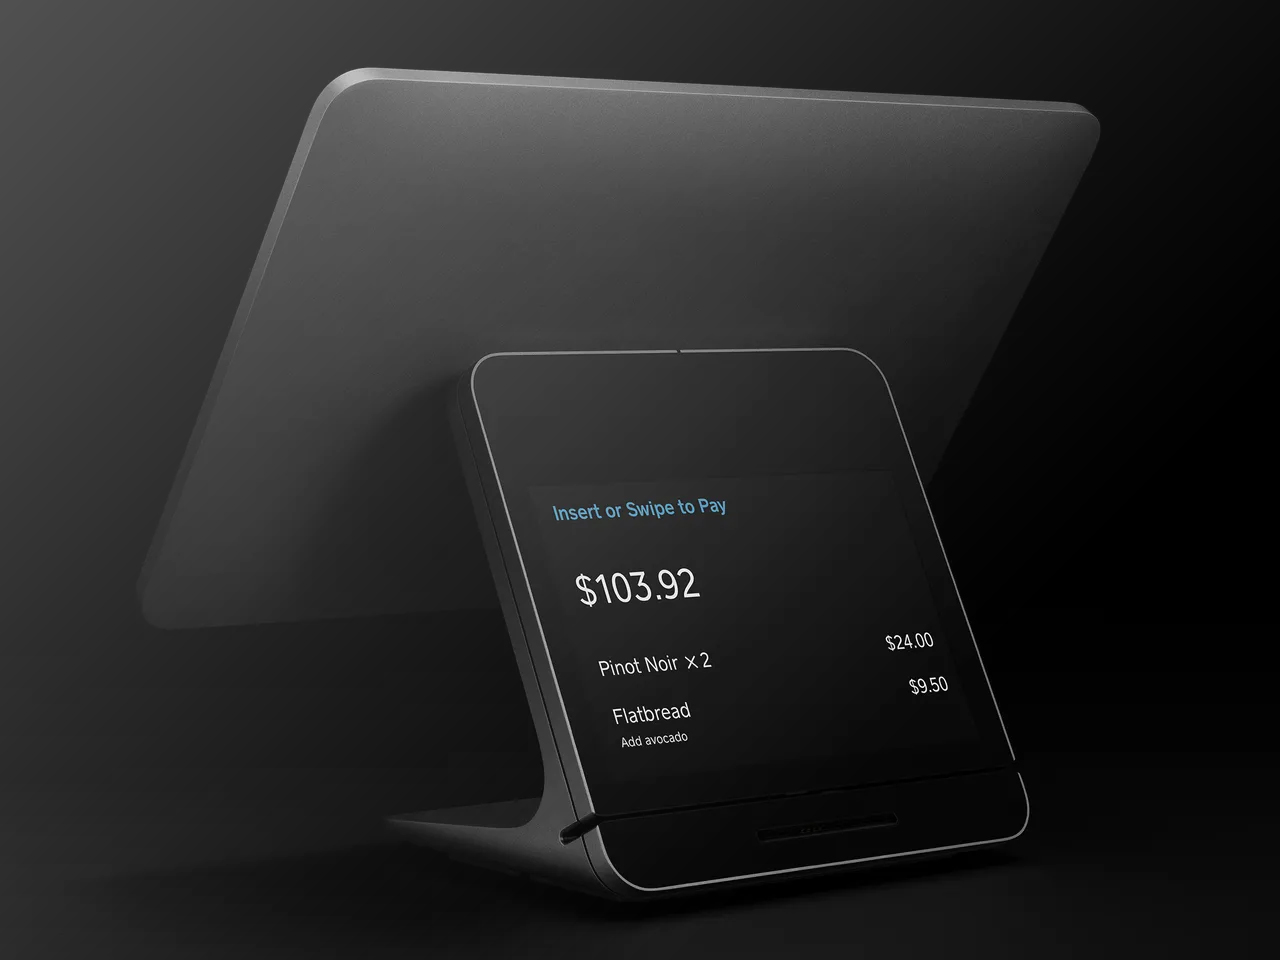 Insert or Swipe to Pay
$103.92
Pinot Noir × 2 $24.00
Flatbread $9.50
Add avocado